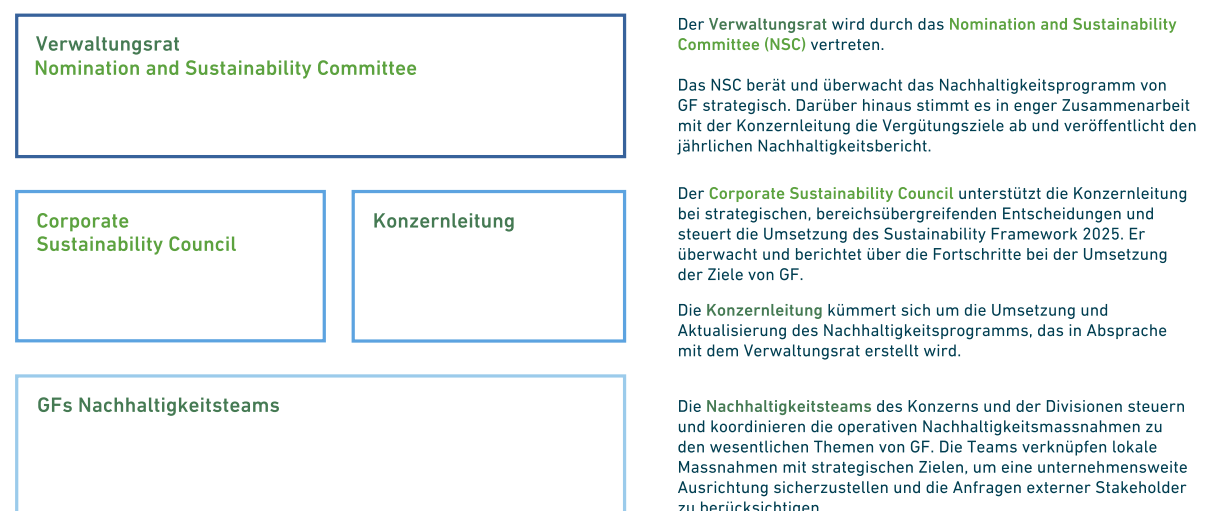 Verwaltungsrat
Nomination and Sustainability Committee
Corporate
Sustainability Council
Konzernleitung
GFs Nachhaltigkeitsteams
Der Verwaltungsrat wird durch das Nomination and Sustainability
Committee (NSC) vertreten.
Das NSC berät und überwacht das Nachhaltigkeitsprogramm von
GF strategisch. Darüber hinaus stimmt es in enger Zusammenarbeit
mit der Konzernleitung die Vergütungsziele ab und veröffentlicht den
jährlichen Nachhaltigkeitsbericht.
Der Corporate Sustainability Council unterstützt die Konzernleitung
bei strategischen, bereichsübergreifenden Entscheidungen und
steuert die Umsetzung des Sustainability Framework 2025. Er
überwacht und berichtet über die Fortschritte bei der Umsetzung
der Ziele von GF.
Die Konzernleitung kümmert sich um die Umsetzung und
Aktualisierung des Nachhaltigkeitsprogramms, das in Absprache
mit dem Verwaltungsrat erstellt wird.
Die Nachhaltigkeitsteams des Konzerns und der Divisionen steuern
und koordinieren die operativen Nachhaltigkeitsmassnahmen zu
den wesentlichen Themen von GF. Die Teams verknüpfen lokale
Massnahmen mit strategischen Zielen, um eine unternehmensweite
Ausrichtung sicherzustellen und die Anfragen externer Stakeholder
zu berücksichtigen